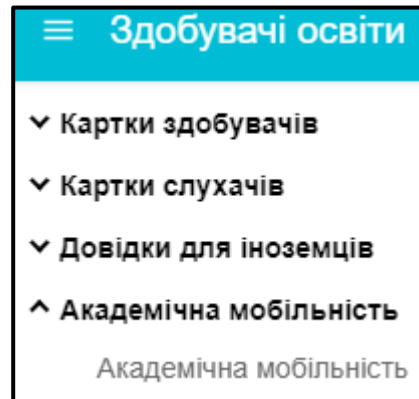 Здобувачі освіти
Картки здобувачів
Картки слухачів
Довідки для іноземців
Академічна мобільність
Академічна мобільність